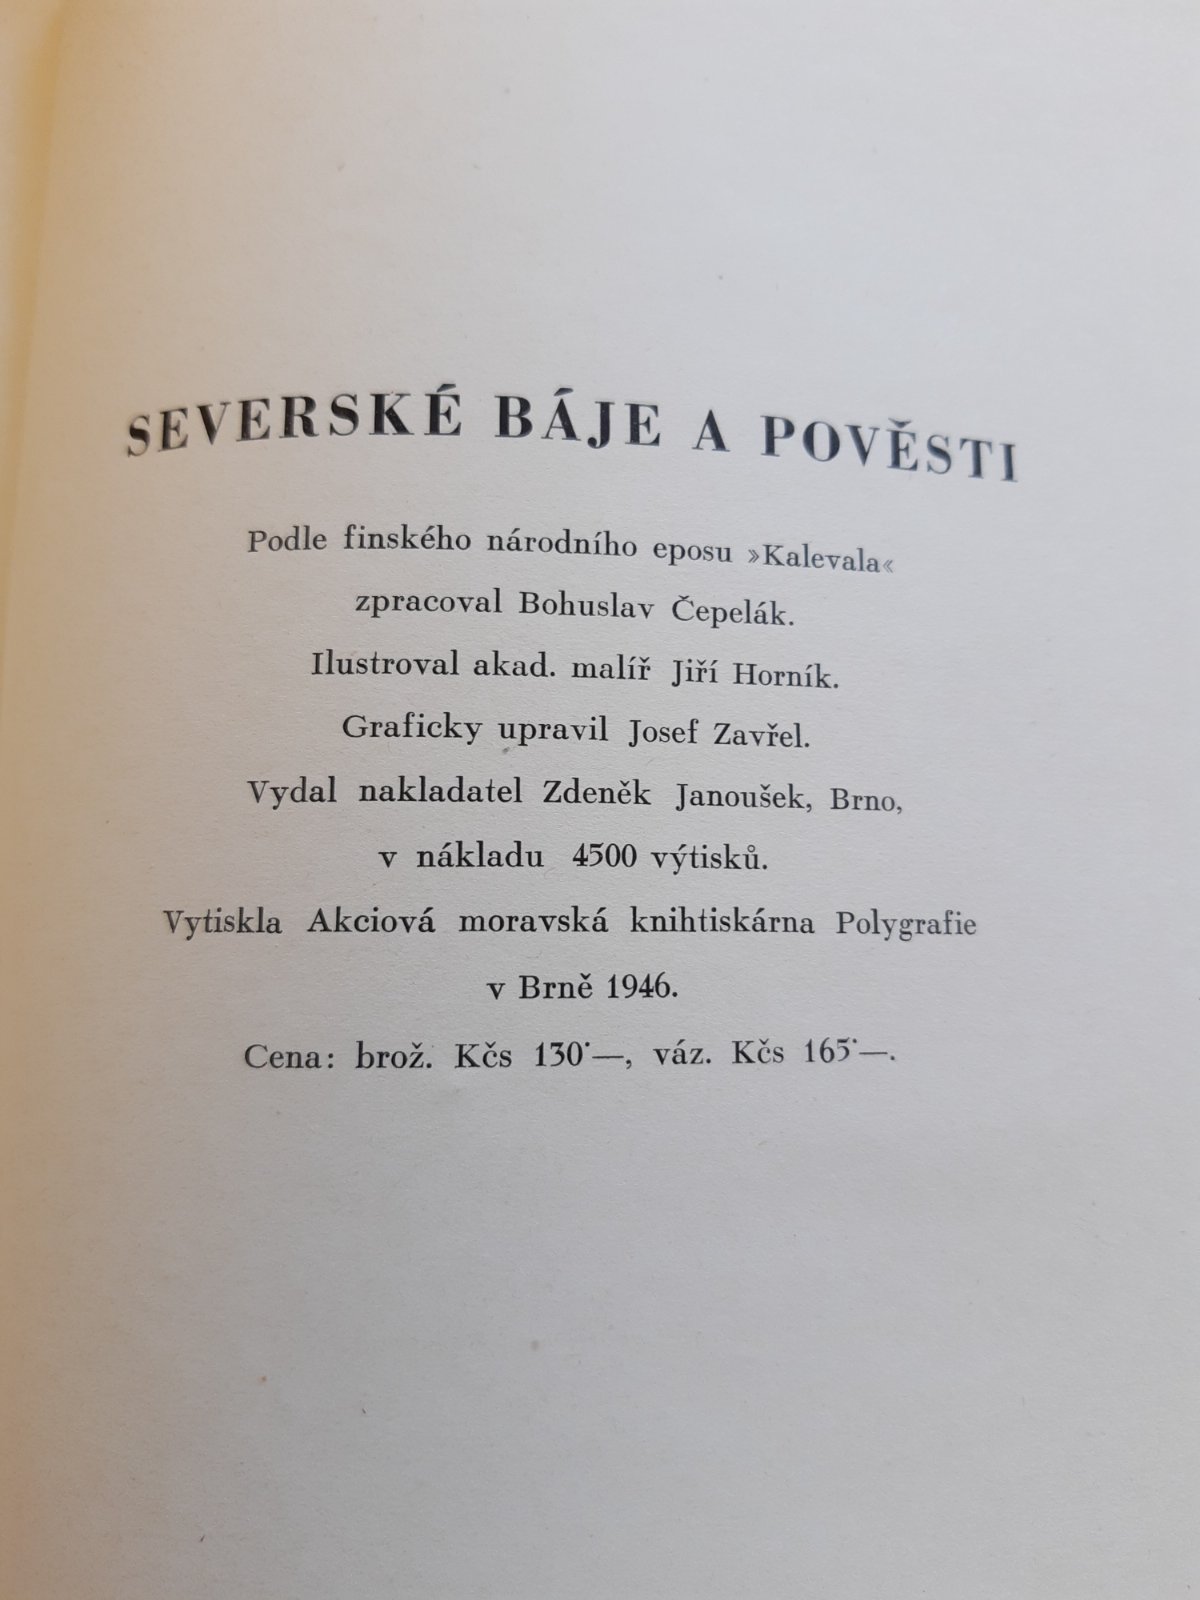 SEVERSKÉ BÁJE A POVĚSTI
Podle finského národního eposu »Kalevala«
zpracoval Bohuslav Čepelák.
Ilustroval akad. malíř Jiří Horník.
Graficky upravil Josef Zavřel.
Vydal nakladatel Zdeněk Janoušek, Brno,
v nákladu 4500 výtisků.
Vytiskla Akciová moravská knihtiskárna Polygrafie
v Brně 1946.
Cena: brož. Kčs 130·—, váz. Kčs 165·—.